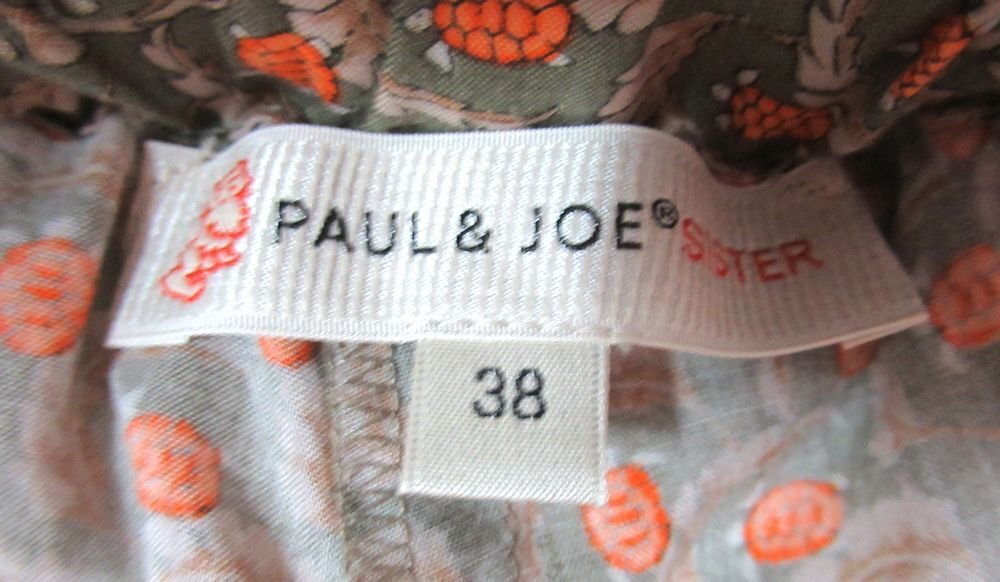 PAUL & JOE® SISTER
38